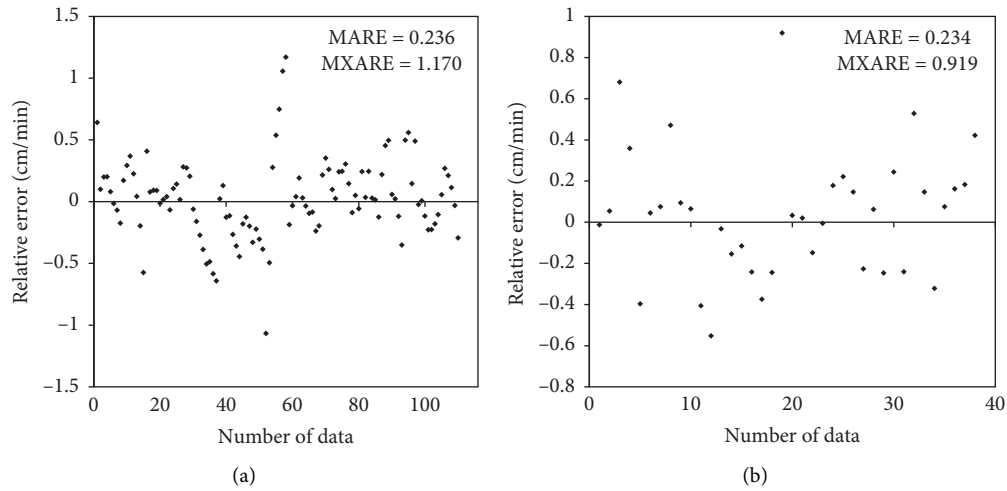 MARE = 0.236
MXARE = 1.170
1.5
1
0.5
0
−0.5
−1
−1.5
Relative error (cm/min)
0 20 40 60 80 100
Number of data
(a)
MARE = 0.234
MXARE = 0.919
1
0.8
0.6
0.4
0.2
0
−0.2
−0.4
−0.6
−0.8
Relative error (cm/min)
0 10 20 30 40
Number of data
(b)